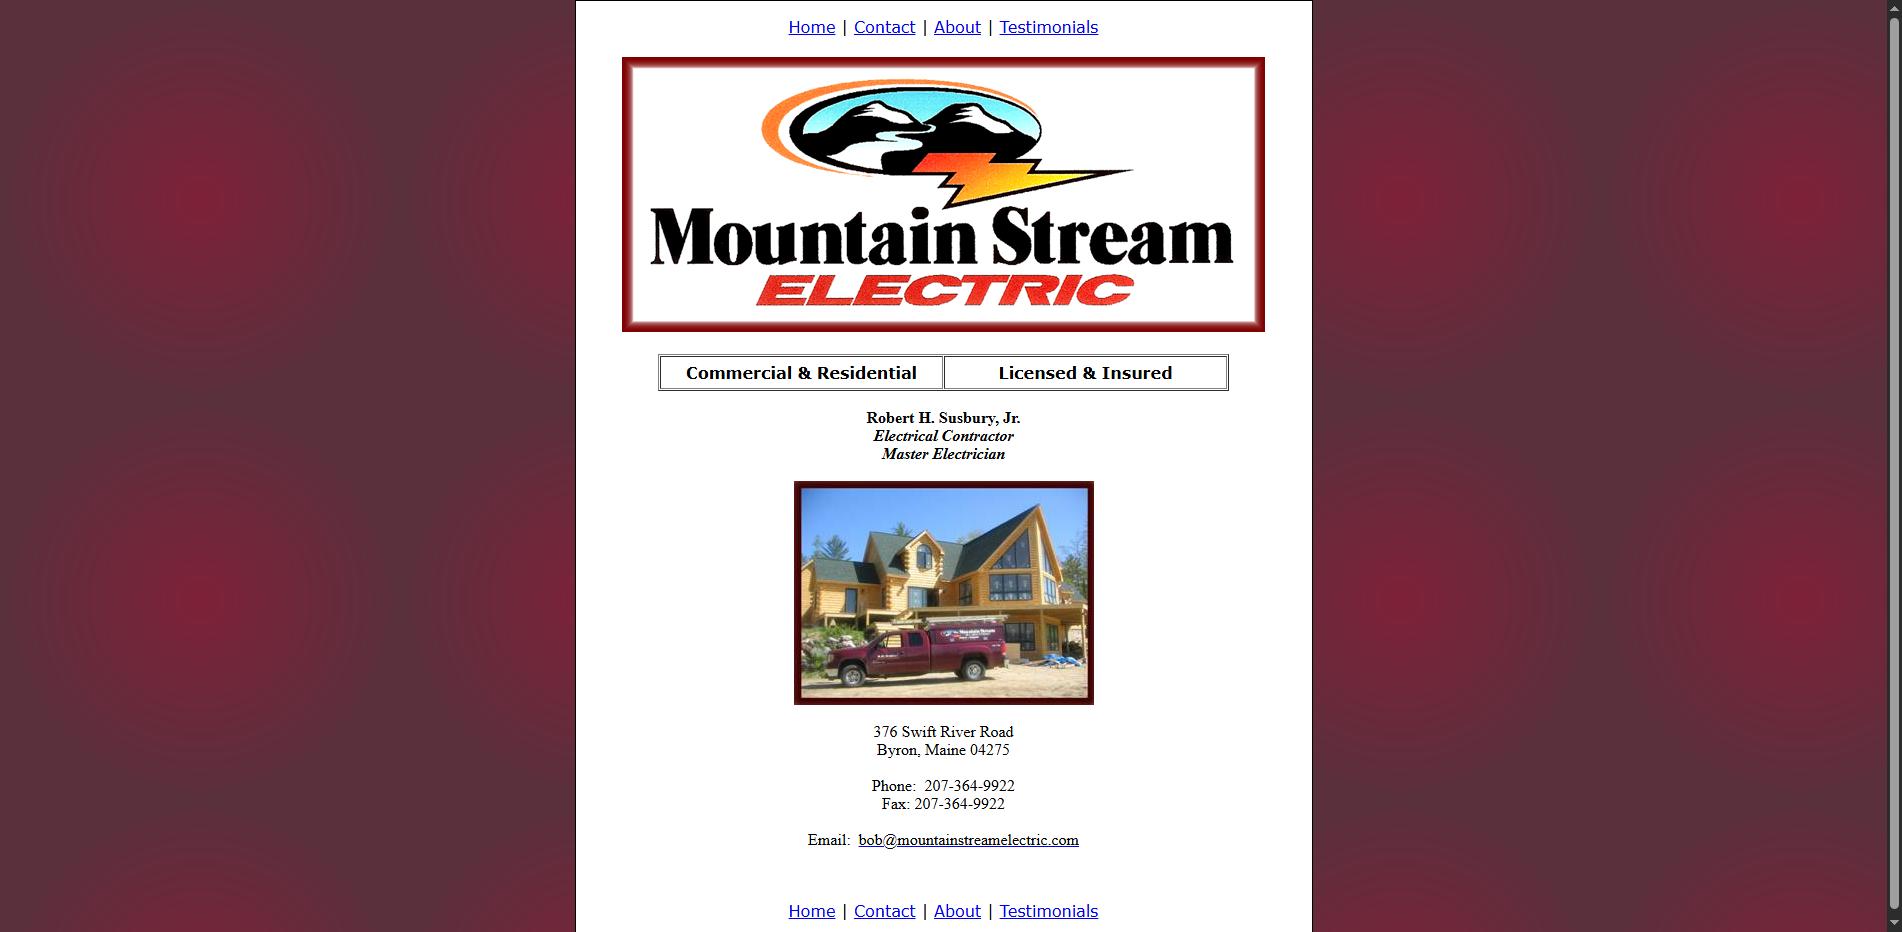 Home | Contact | About | Testimonials
Mountain Stream
ELECTRIC
Commercial & Residential
Licensed & Insured
Robert H. Susbury, Jr.
Electrical Contractor
Master Electrician
Mountain Stream
376 Swift River Road
Byron, Maine 04275
Phone:  207-364-9922
Fax: 207-364-9922
Email:  bob@mountainstreamelectric.com
Home | Contact | About | Testimonials